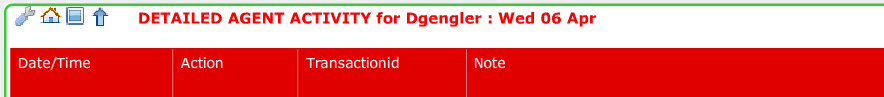 DETAILED AGENT ACTIVITY for Dgengler : Wed 06 Apr
Date/Time Action Transactionid Note